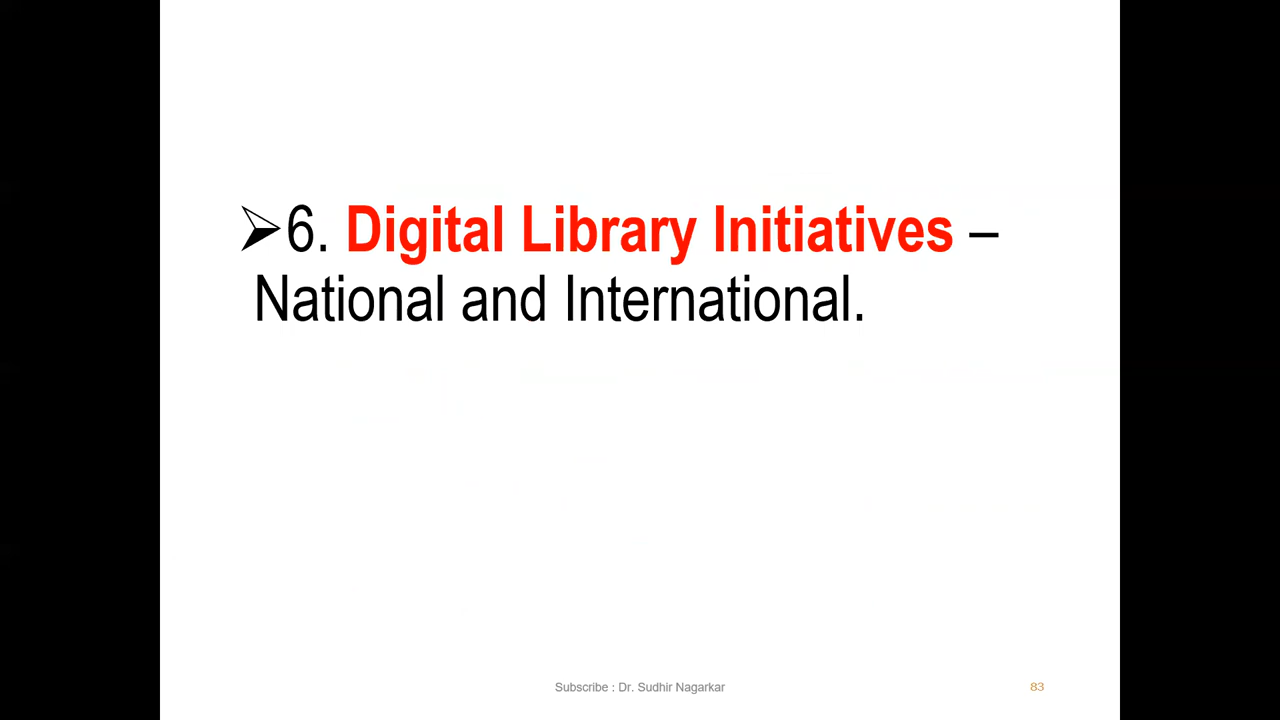 ➢6. Digital Library Initiatives –
National and International.
Subscribe : Dr. Sudhir Nagarkar
83